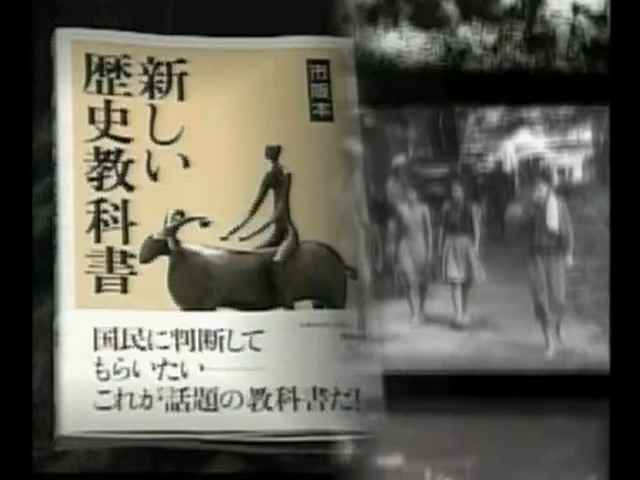 市販本
新しい
歴史教科書
国民に判断して
もらいたい──
これが話題の教科書だ!